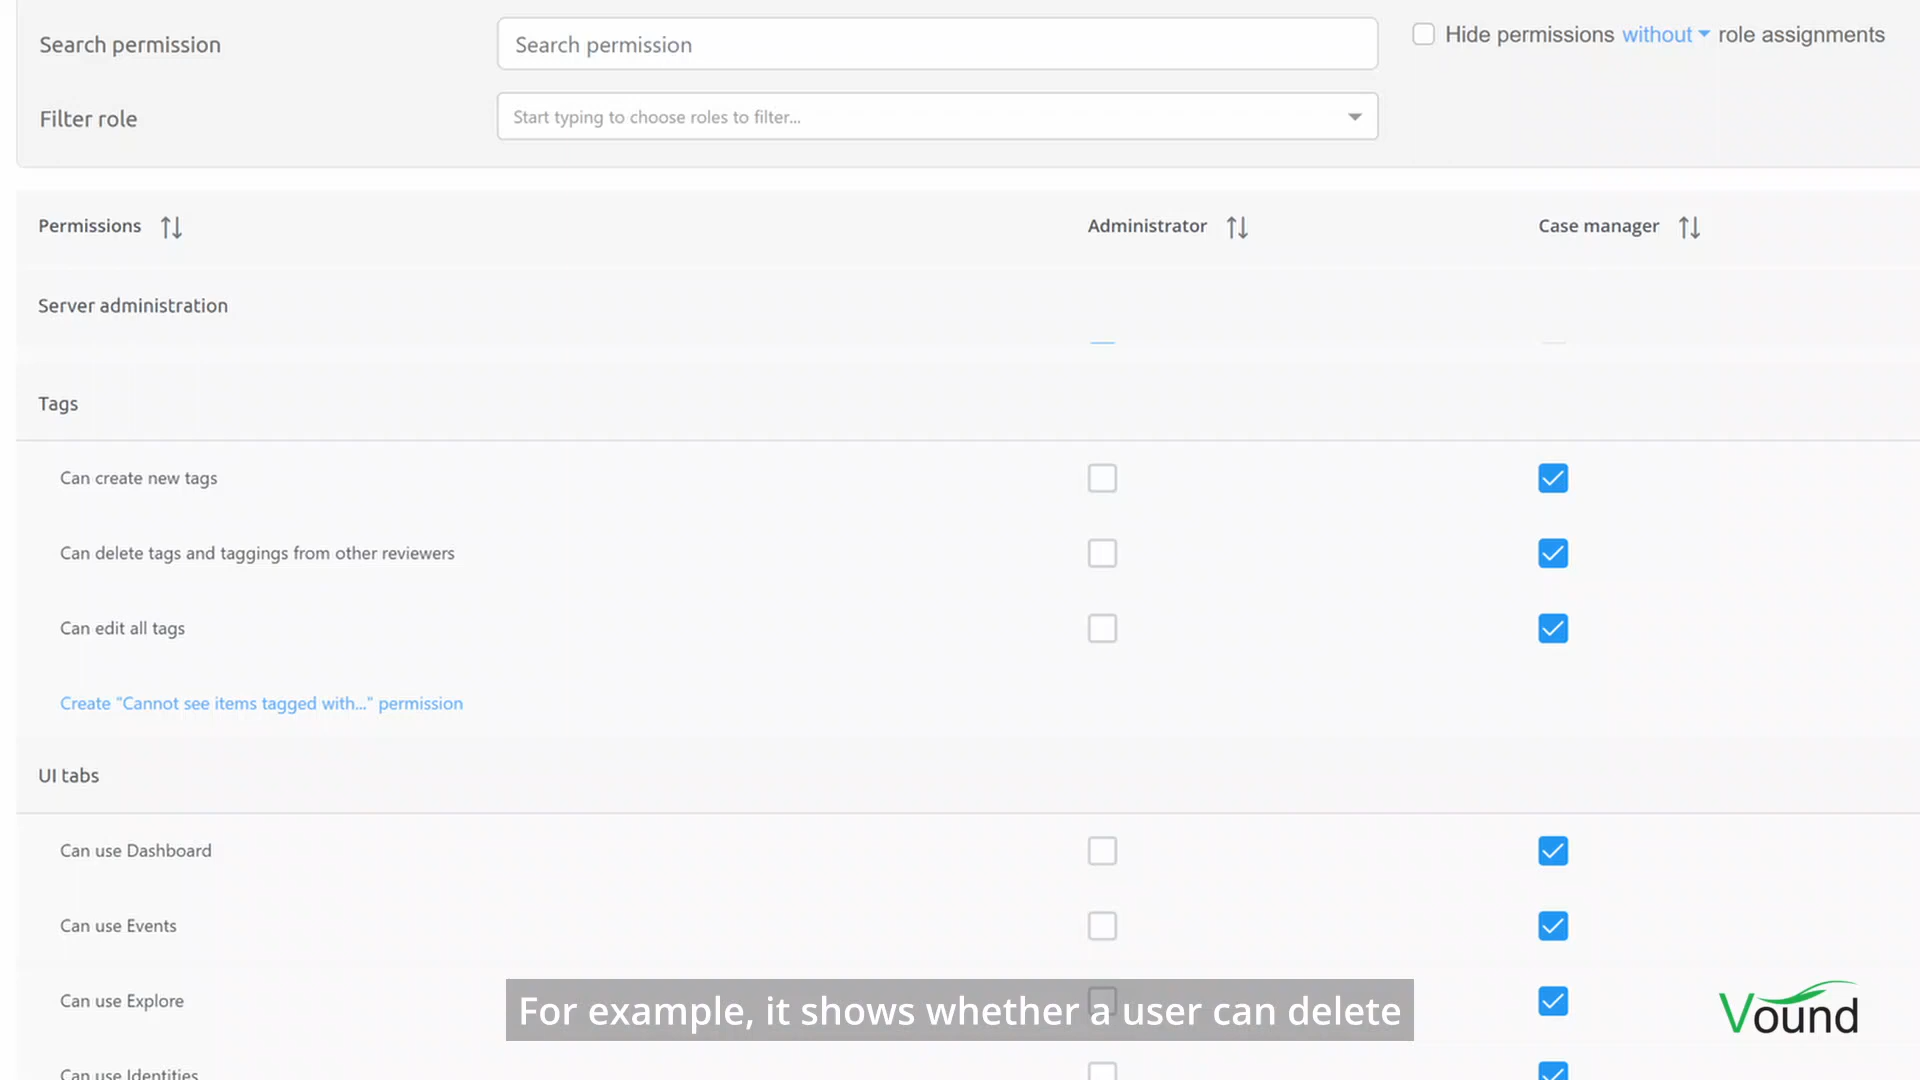 Search permission
Search permission
Hide permissions without role assignments
Filter role
Start typing to choose roles to filter...
Permissions
Administrator
Case manager
Server administration
Tags
Can create new tags
Can delete tags and taggings from other reviewers
Can edit all tags
Create "Cannot see items tagged with..." permission
UI tabs
Can use Dashboard
Can use Events
Can use Explore
For example, it shows whether a user can delete
Vound
Can use Identities